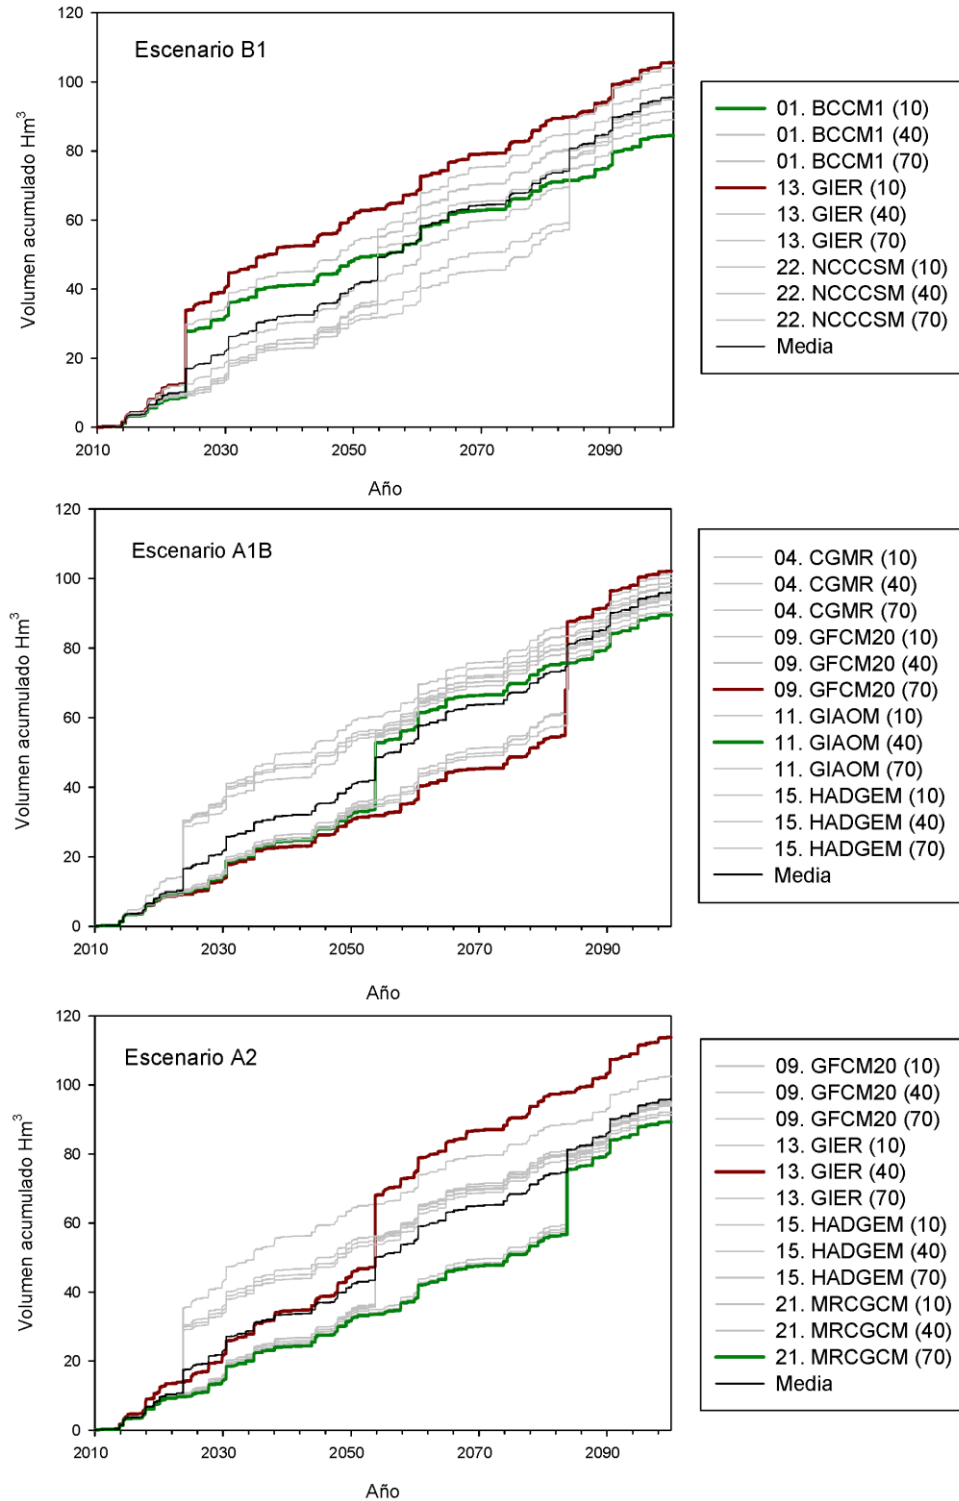 Escenario B1
Volumen acumulado Hm³
120
100
80
60
40
20
0
2010
2030
2050
2070
2090
Año
01. BCCM1 (10)
01. BCCM1 (40)
01. BCCM1 (70)
13. GIER (10)
13. GIER (40)
13. GIER (70)
22. NCCCSM (10)
22. NCCCSM (40)
22. NCCCSM (70)
Media
Escenario A1B
Volumen acumulado Hm³
120
100
80
60
40
20
0
2010
2030
2050
2070
2090
Año
04. CGMR (10)
04. CGMR (40)
04. CGMR (70)
09. GFCM20 (10)
09. GFCM20 (40)
09. GFCM20 (70)
11. GIAOM (10)
11. GIAOM (40)
11. GIAOM (70)
15. HADGEM (10)
15. HADGEM (40)
15. HADGEM (70)
Media
Escenario A2
Volumen acumulado Hm³
120
100
80
60
40
20
0
2010
2030
2050
2070
2090
Año
09. GFCM20 (10)
09. GFCM20 (40)
09. GFCM20 (70)
13. GIER (10)
13. GIER (40)
13. GIER (70)
15. HADGEM (10)
15. HADGEM (40)
15. HADGEM (70)
21. MRCGCM (10)
21. MRCGCM (40)
21. MRCGCM (70)
Media